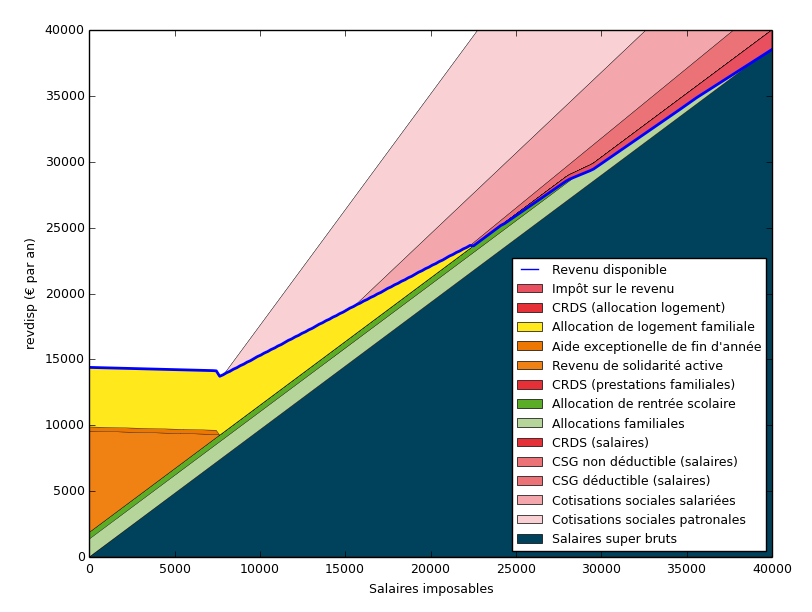 40000
35000
30000
25000
20000
15000
10000
5000
0
revdisp (€ par an)
0 5000 10000 15000 20000 25000 30000 35000 40000
Salaires imposables
Revenu disponible
Impôt sur le revenu
CRDS (allocation logement)
Allocation de logement familiale
Aide exceptionelle de fin d'année
Revenu de solidarité active
CRDS (prestations familiales)
Allocation de rentrée scolaire
Allocations familiales
CRDS (salaires)
CSG non déductible (salaires)
CSG déductible (salaires)
Cotisations sociales salariées
Cotisations sociales patronales
Salaires super bruts